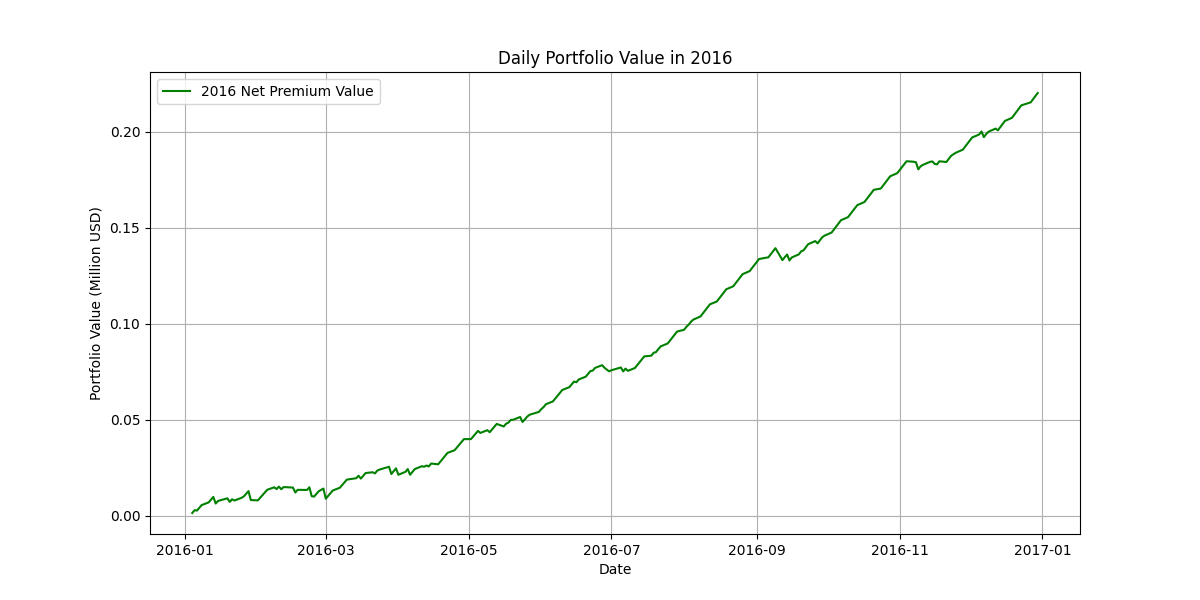 Daily Portfolio Value in 2016
2016 Net Premium Value
Portfolio Value (Million USD)
0.20
0.15
0.10
0.05
0.00
2016-01 2016-03 2016-05 2016-07 2016-09 2016-11 2017-01
Date